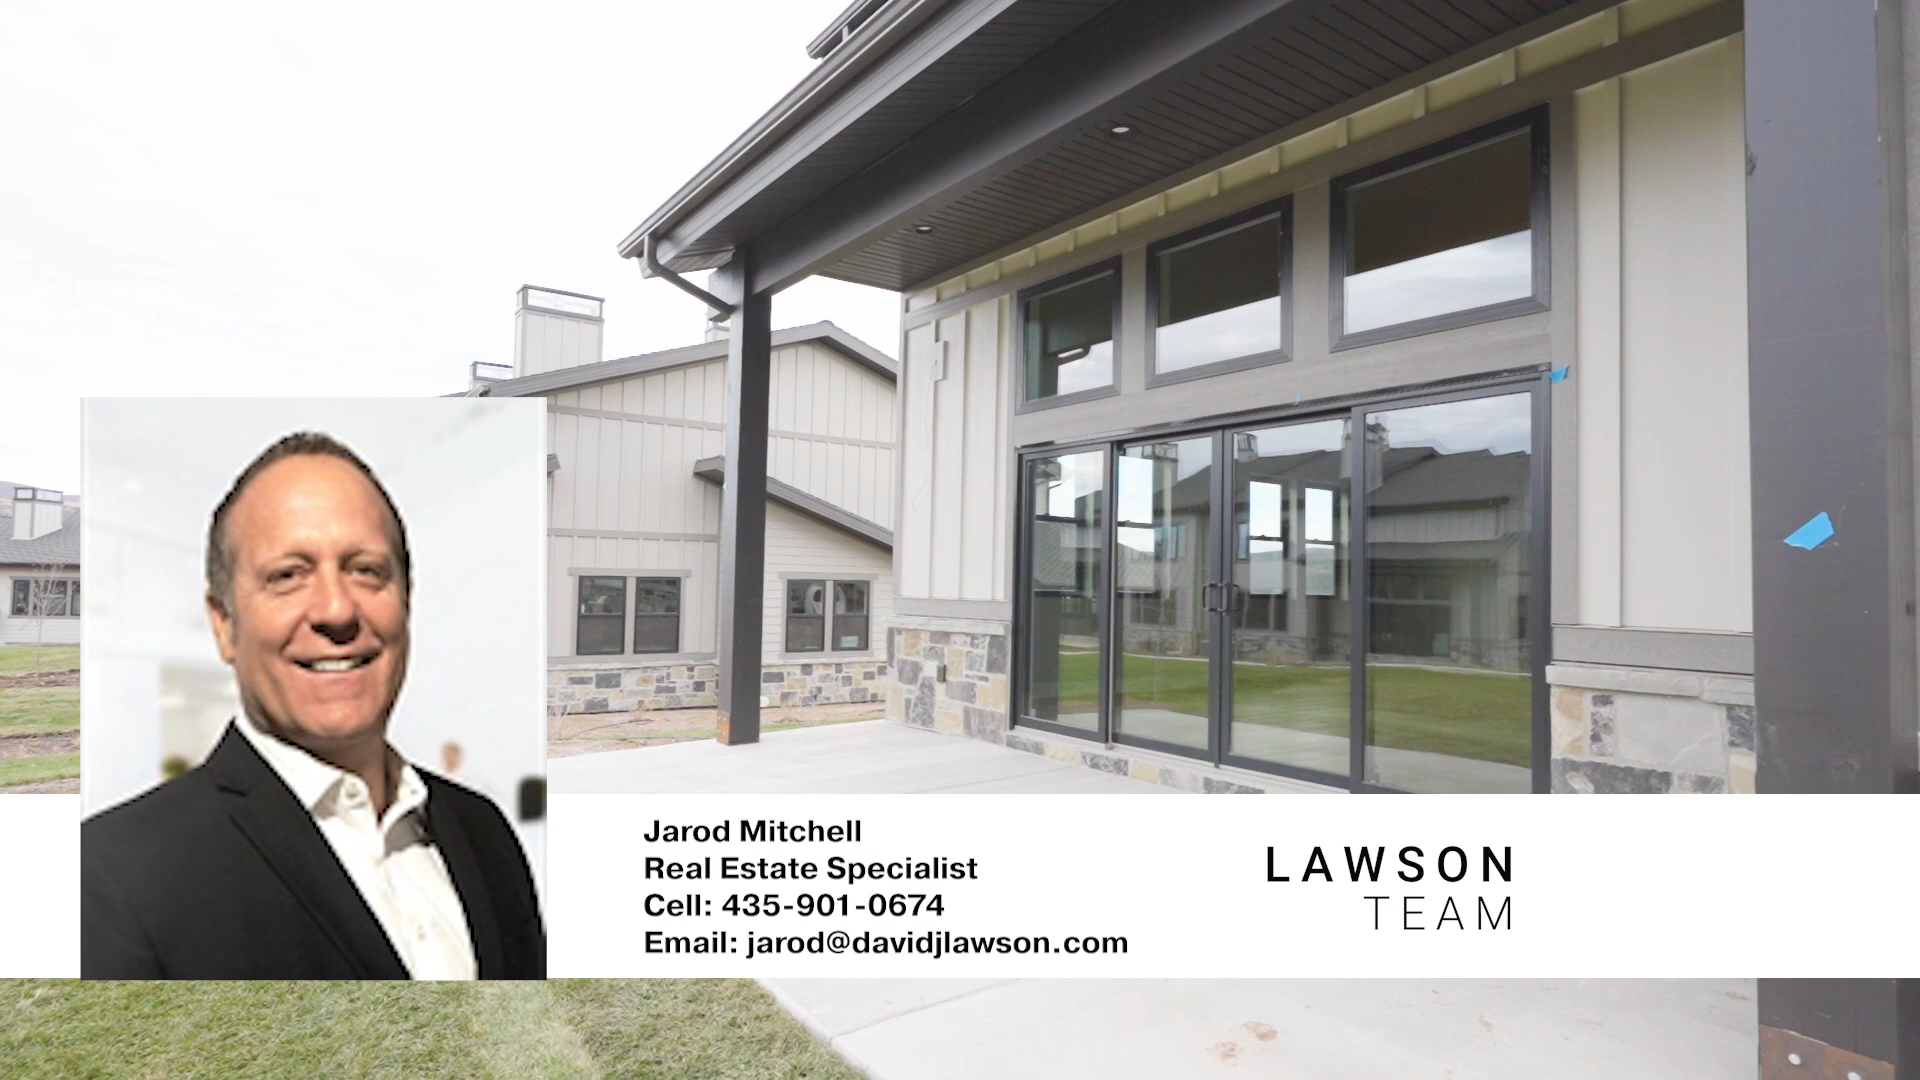 Jarod Mitchell
Real Estate Specialist
Cell: 435-901-0674
Email: jarod@davidjlawson.com
LAWSON
TEAM